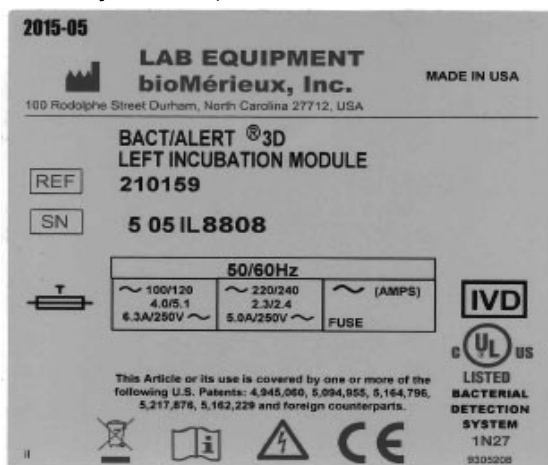 2015-05
LAB EQUIPMENT
bioMérieux, Inc.
MADE IN USA
100 Rodolphe Street Durham, North Carolina 27712, USA
BACT/ALERT ®3D
LEFT INCUBATION MODULE
REF 210159
SN 5 05 IL8808
50/60Hz
T
~ 100/120 ~ 220/240 ~ (AMPS)
4.0/5.1 2.3/2.4
6.3A/250V ~ 5.0A/250V ~ FUSE
IVD
C UL US
LISTED
BACTERIAL
DETECTION
SYSTEM
1N27
9305208
This Article or its use is covered by one or more of the
following U.S. Patents: 4,945,060, 5,094,955, 5,164,796,
5,217,876, 5,162,229 and foreign counterparts.
il
i
CE